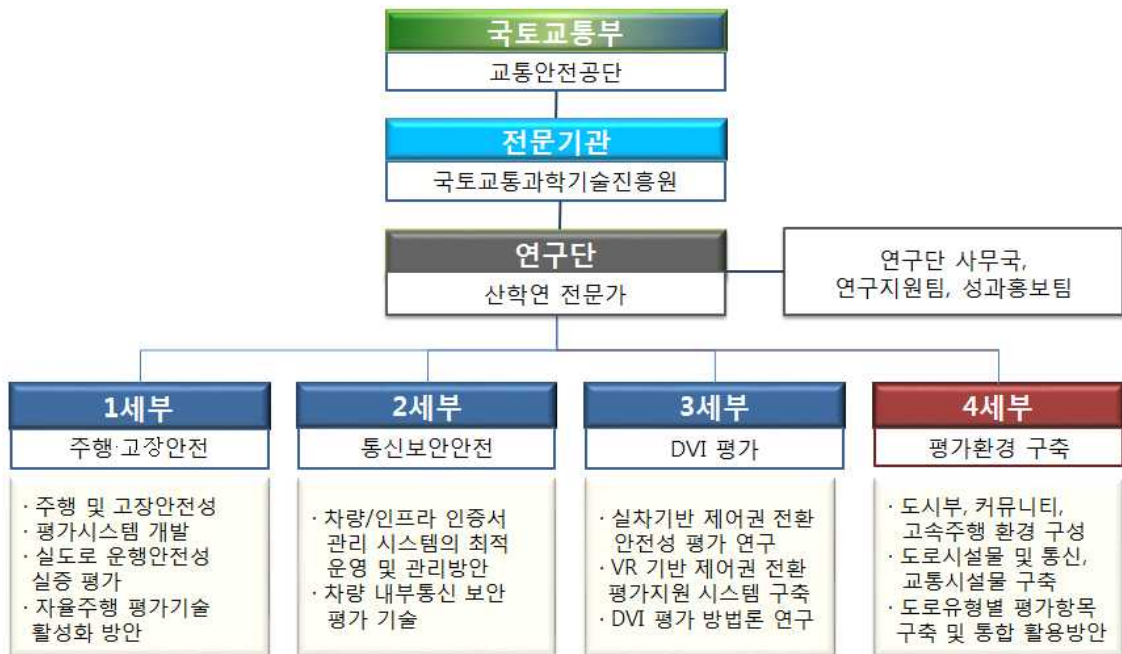 국토교통부
교통안전공단
전문기관
국토교통과학기술진흥원
연구단
산학연 전문가
연구단 사무국,
연구지원팀, 성과홍보팀
1세부
주행·고장안전
· 주행 및 고장안전성
· 평가시스템 개발
· 실도로 운행안전성
실증 평가
· 자율주행 평가기술
활성화 방안
2세부
통신보안안전
· 차량/인프라 인증서
관리 시스템의 최적
운영 및 관리방안
· 차량 내부통신 보안
평가 기술
3세부
DVI 평가
· 실차기반 제어권 전환
안전성 평가 연구
· VR 기반 제어권 전환
평가지원 시스템 구축
· DVI 평가 방법론 연구
4세부
평가환경 구축
· 도시부, 커뮤니티,
고속주행 환경 구성
· 도로시설물 및 통신,
교통시설물 구축
· 도로유형별 평가항목
구축 및 통합 활용방안